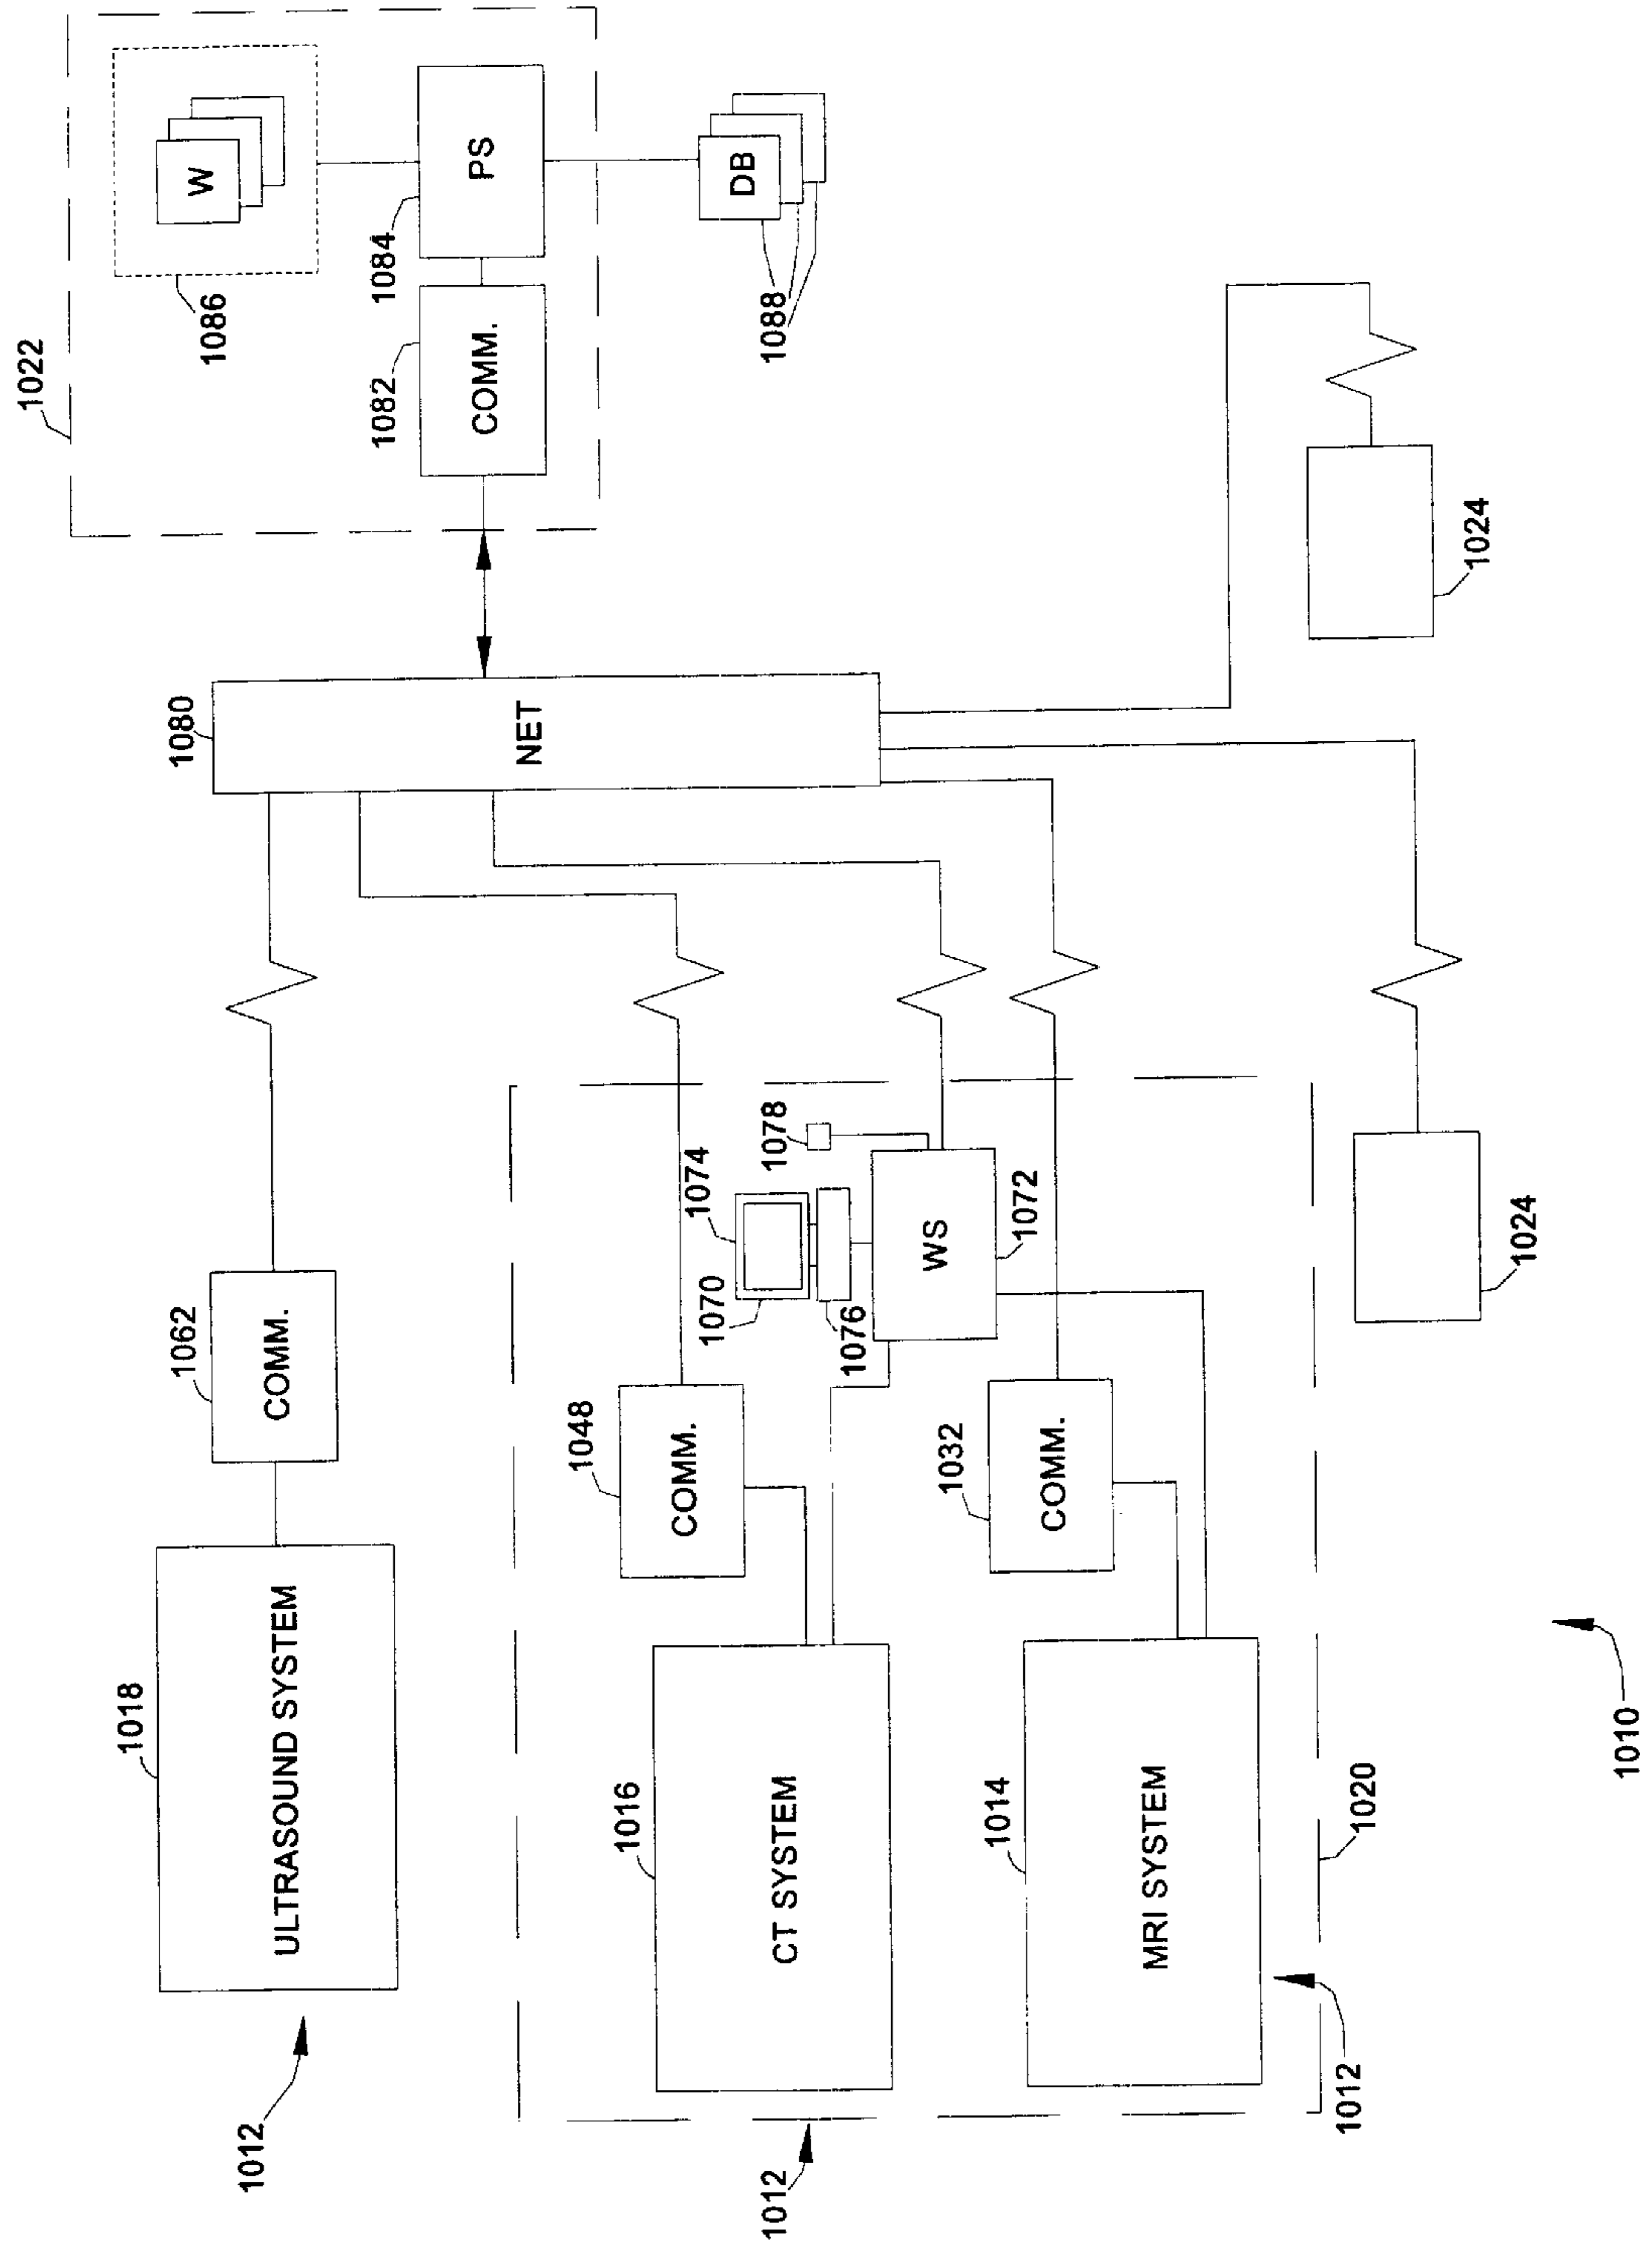 1018
ULTRASOUND SYSTEM
1012
1062
COMM.
1080
NET
1022
1086
W
1084
PS
1082
COMM.
DB
1088
1016
CT SYSTEM
1012
1048
COMM.
1070
1074
1076
1078
WS
1072
1014
MRI SYSTEM
1012
1032
COMM.
1020
1024
1024
1010